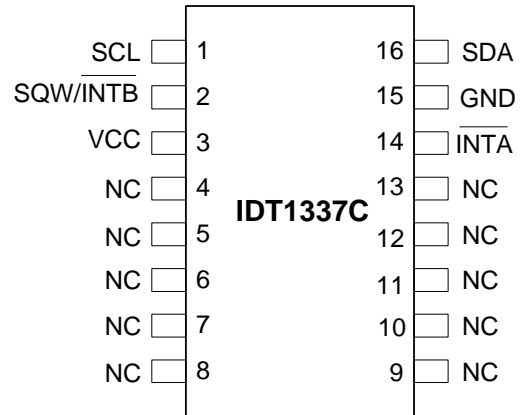 SCL 1 16 SDA
SQW/INTB 2 15 GND
VCC 3 14 INTA
NC 4 13 NC
IDT1337C
NC 5 12 NC
NC 6 11 NC
NC 7 10 NC
NC 8 9 NC